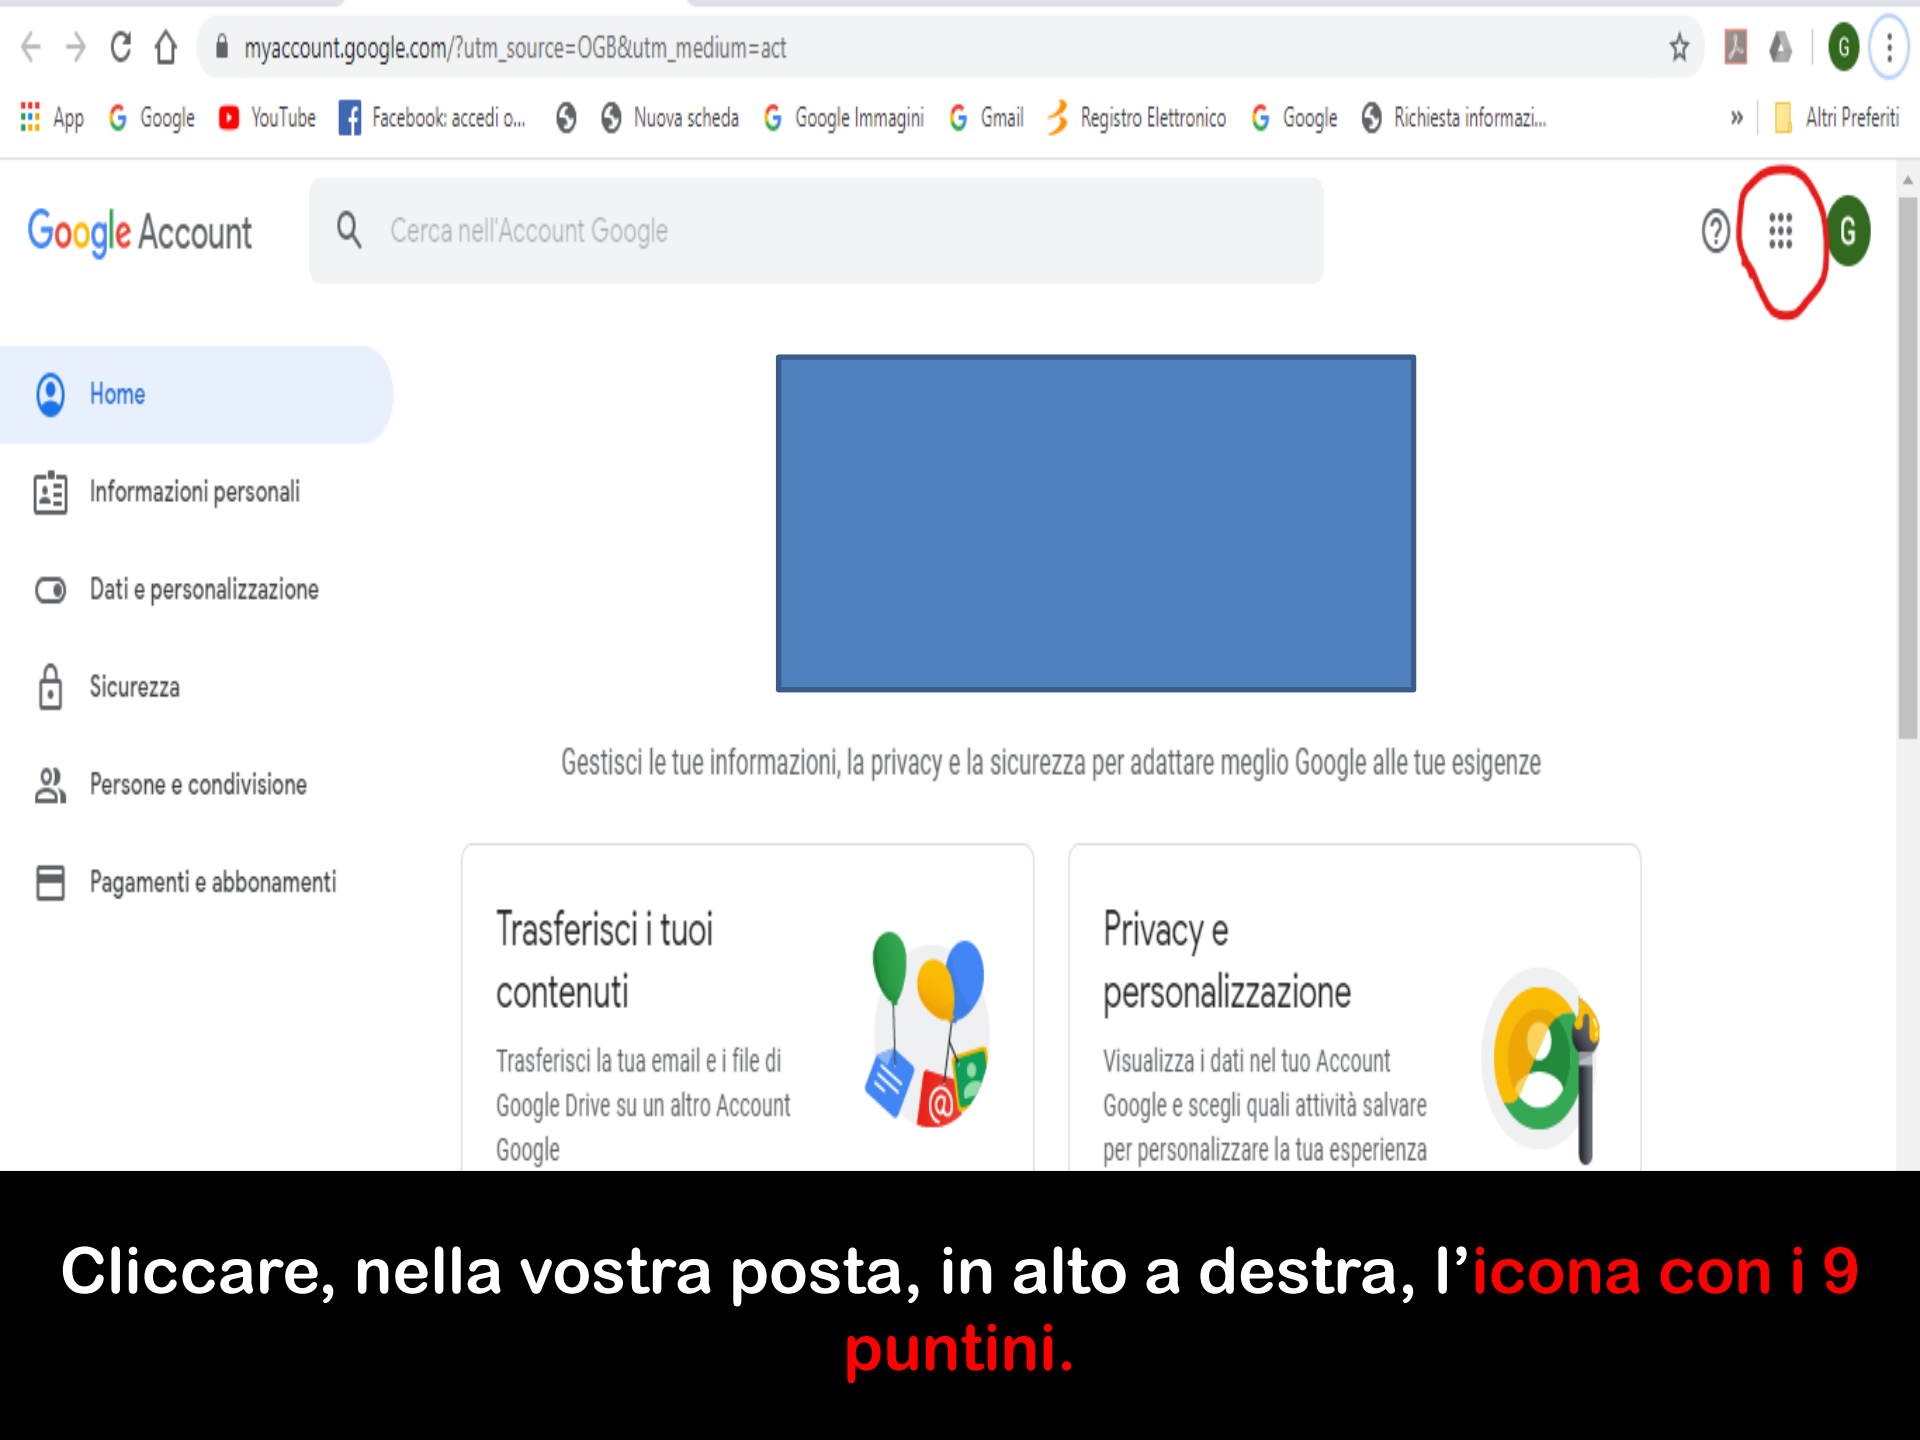 myaccount.google.com/?utm_source=OGB&utm_medium=act
G
App Google YouTube Facebook: accedi o... Nuova scheda Google Immagini Gmail Registro Elettronico Google Richiesta informazi... » Altri Preferiti
Google Account
Cerca nell'Account Google
G
Home
Informazioni personali
Dati e personalizzazione
Sicurezza
Persone e condivisione
Pagamenti e abbonamenti
Gestisci le tue informazioni, la privacy e la sicurezza per adattare meglio Google alle tue esigenze
Trasferisci i tuoi
contenuti
Trasferisci la tua email e i file di
Google Drive su un altro Account
Google
Privacy e
personalizzazione
Visualizza i dati nel tuo Account
Google e scegli quali attività salvare
per personalizzare la tua esperienza
Cliccare, nella vostra posta, in alto a destra, l’icona con i 9
puntini.